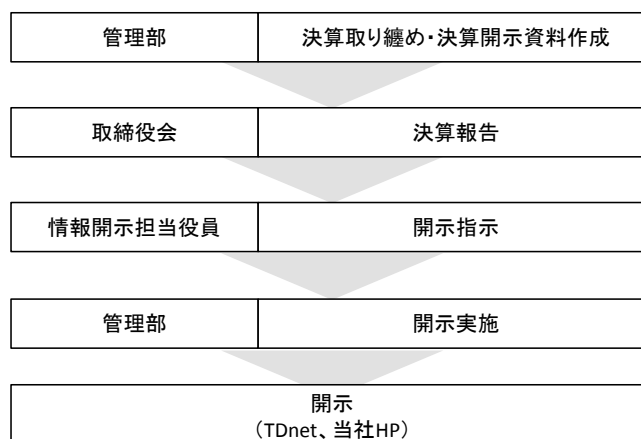 管理部 決算取り纏め・決算開示資料作成
取締役会 決算報告
情報開示担当役員 開示指示
管理部 開示実施
開示
（TDnet、当社HP）